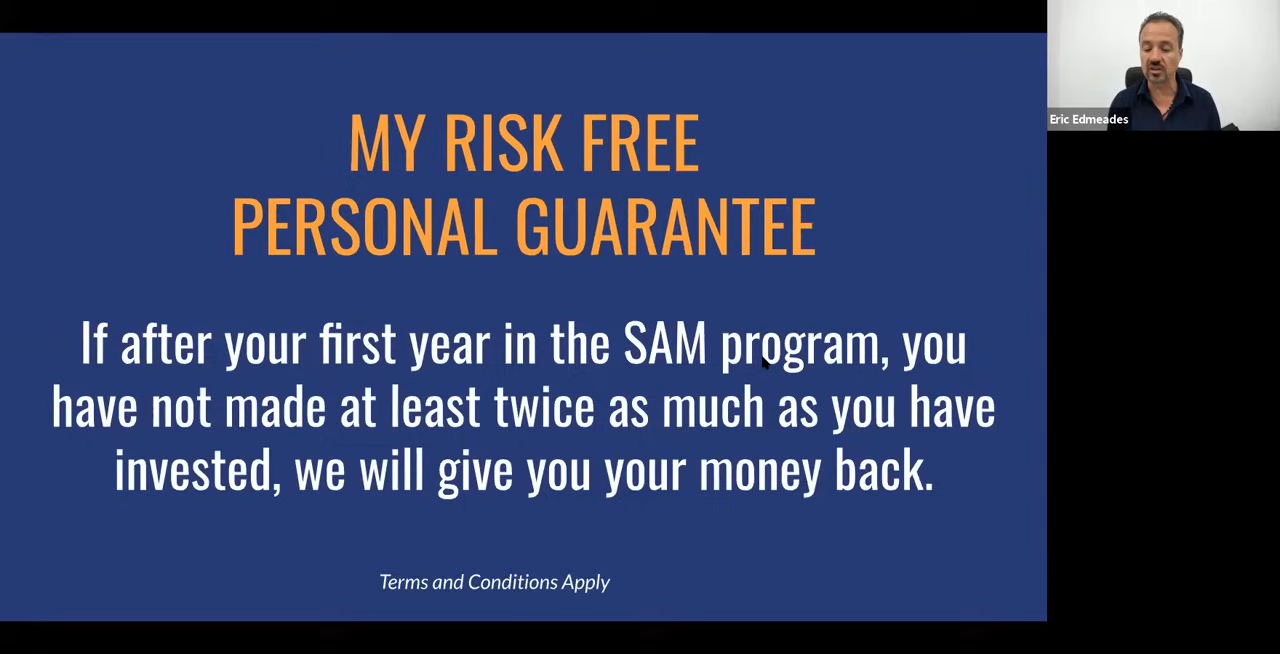 MY RISK FREE
PERSONAL GUARANTEE
If after your first year in the SAM program, you
have not made at least twice as much as you have
invested, we will give you your money back.
Terms and Conditions Apply
Eric Edmeades